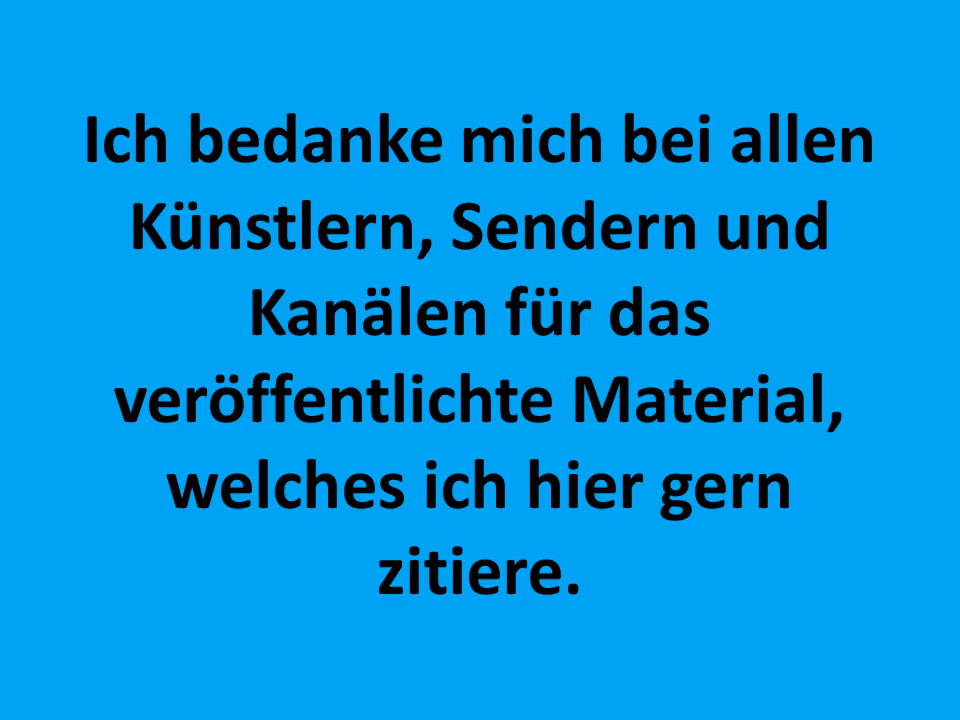 Ich bedanke mich bei allen
Künstlern, Sendern und
Kanälen für das
veröffentlichte Material,
welches ich hier gern
zitiere.